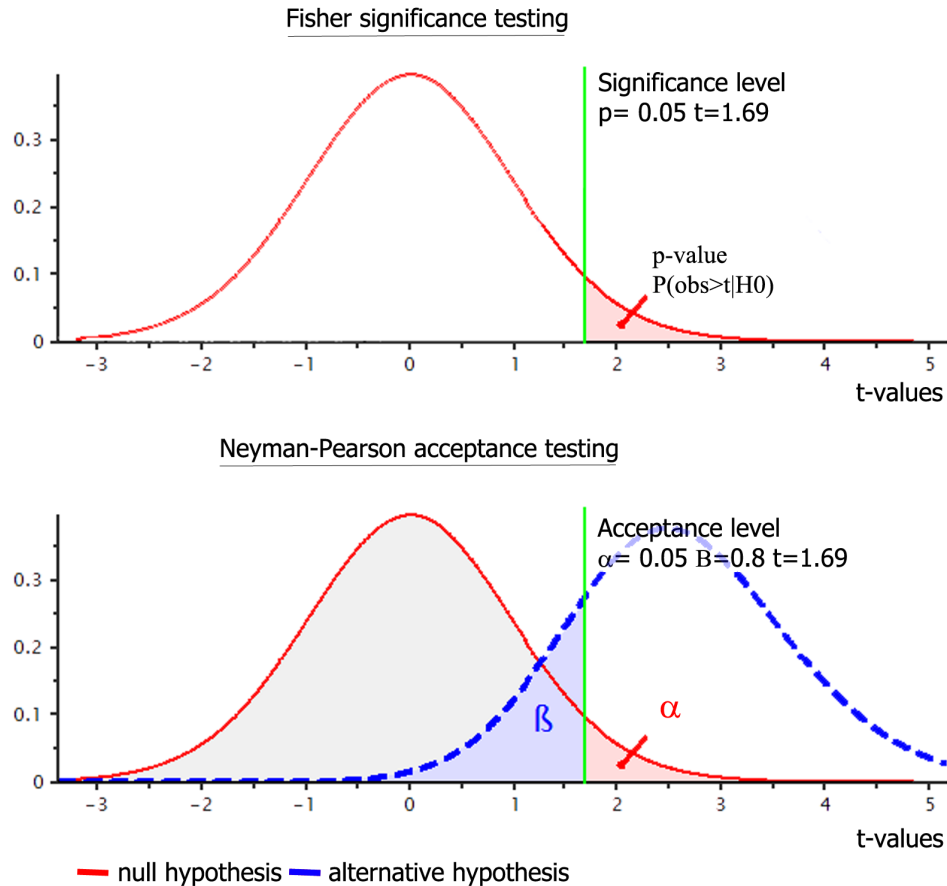 Fisher significance testing
Significance level
p= 0.05 t=1.69
0.3
0.2
0.1
0
p-value
P(obs>t|H0)
-3 -2 -1 0 1 2 3 4 5
t-values
Neyman-Pearson acceptance testing
Acceptance level
α= 0.05 B=0.8 t=1.69
0.3
0.2
0.1
0
ß
α
-3 -2 -1 0 1 2 3 4 5
t-values
null hypothesis alternative hypothesis